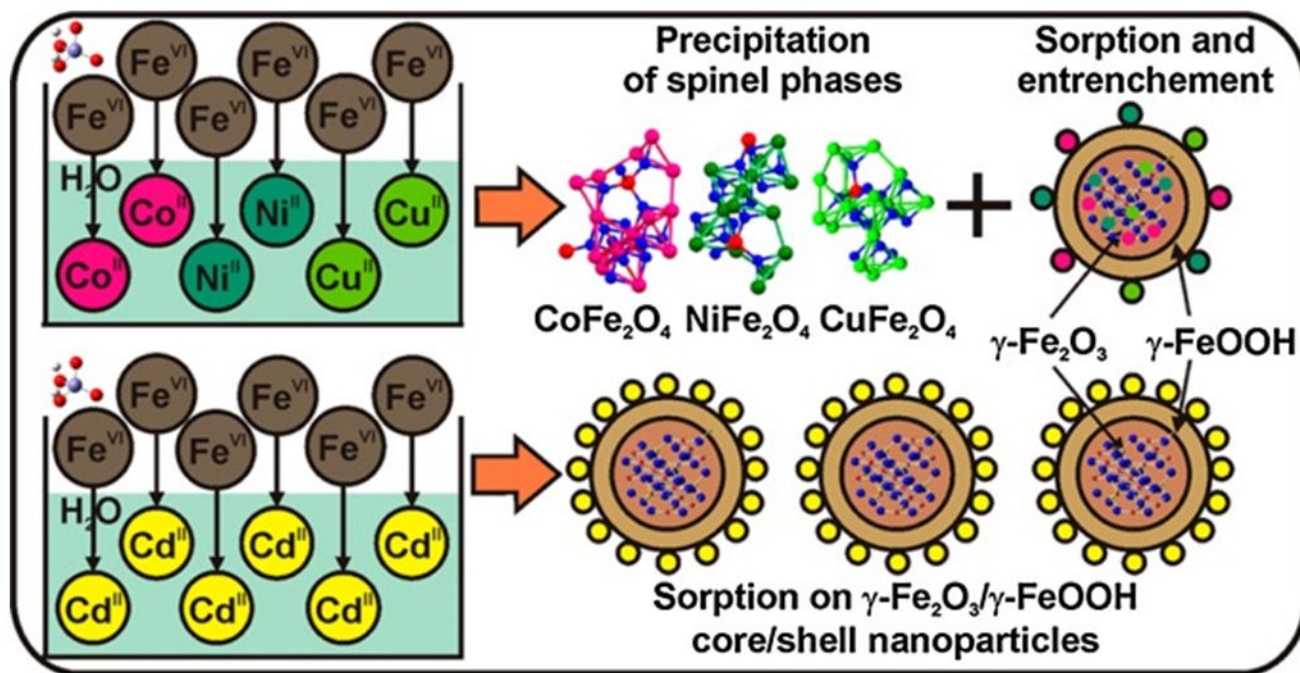 Fe^VI Fe^VI Fe^VI
Fe^VI Fe^VI Fe^VI
H₂O
Co^II Ni^II Cu^II
Co^II Ni^II Cu^II
Precipitation
of spinel phases
CoFe₂O₄ NiFe₂O₄ CuFe₂O₄
Sorption and
entrenchement
γ-Fe₂O₃ γ-FeOOH
Fe^VI Fe^VI Fe^VI
Fe^VI Fe^VI Fe^VI
H₂O
Cd^II Cd^II Cd^II
Cd^II Cd^II Cd^II
Sorption on γ-Fe₂O₃/γ-FeOOH
core/shell nanoparticles